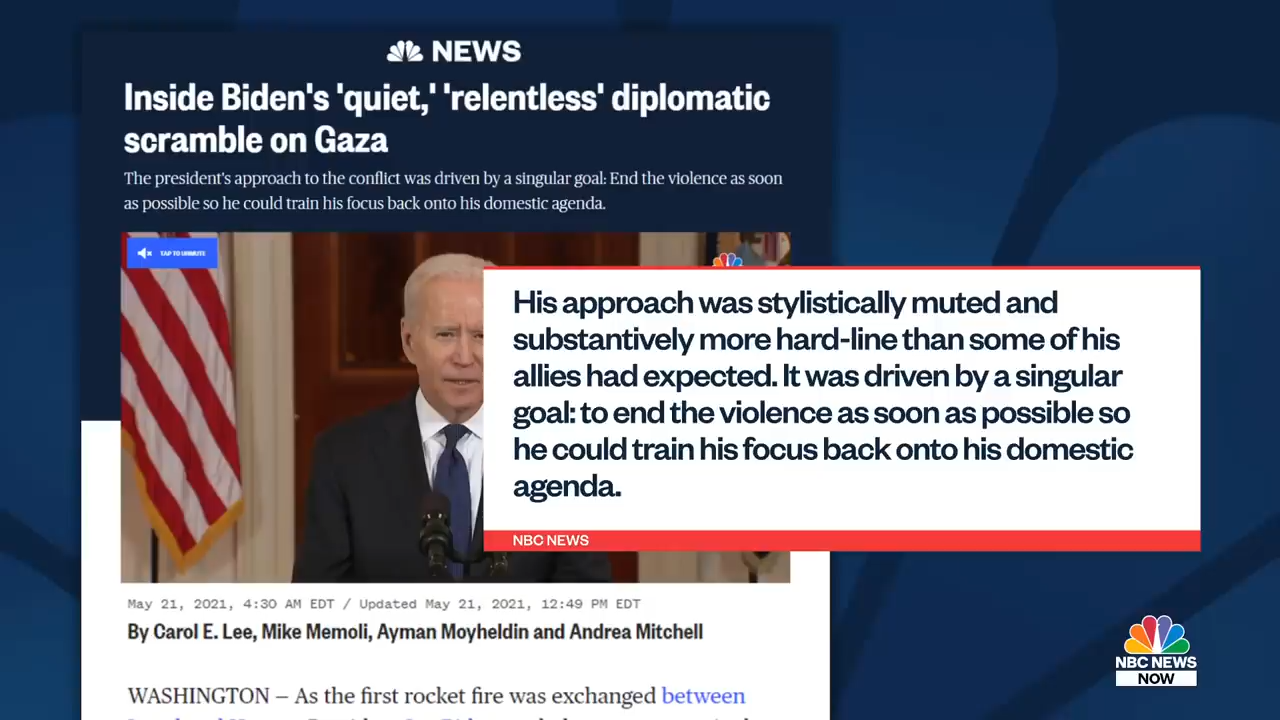 NEWS
Inside Biden's 'quiet,' 'relentless' diplomatic
scramble on Gaza
The president's approach to the conflict was driven by a singular goal: End the violence as soon
as possible so he could train his focus back onto his domestic agenda.
TAP TO UNMUTE
His approach was stylistically muted and
substantively more hard-line than some of his
allies had expected. It was driven by a singular
goal: to end the violence as soon as possible so
he could train his focus back onto his domestic
agenda.
NBC NEWS
May 21, 2021, 4:30 AM EDT / Updated May 21, 2021, 12:49 PM EDT
By Carol E. Lee, Mike Memoli, Ayman Moyheldin and Andrea Mitchell
WASHINGTON — As the first rocket fire was exchanged between
NBC NEWS
NOW